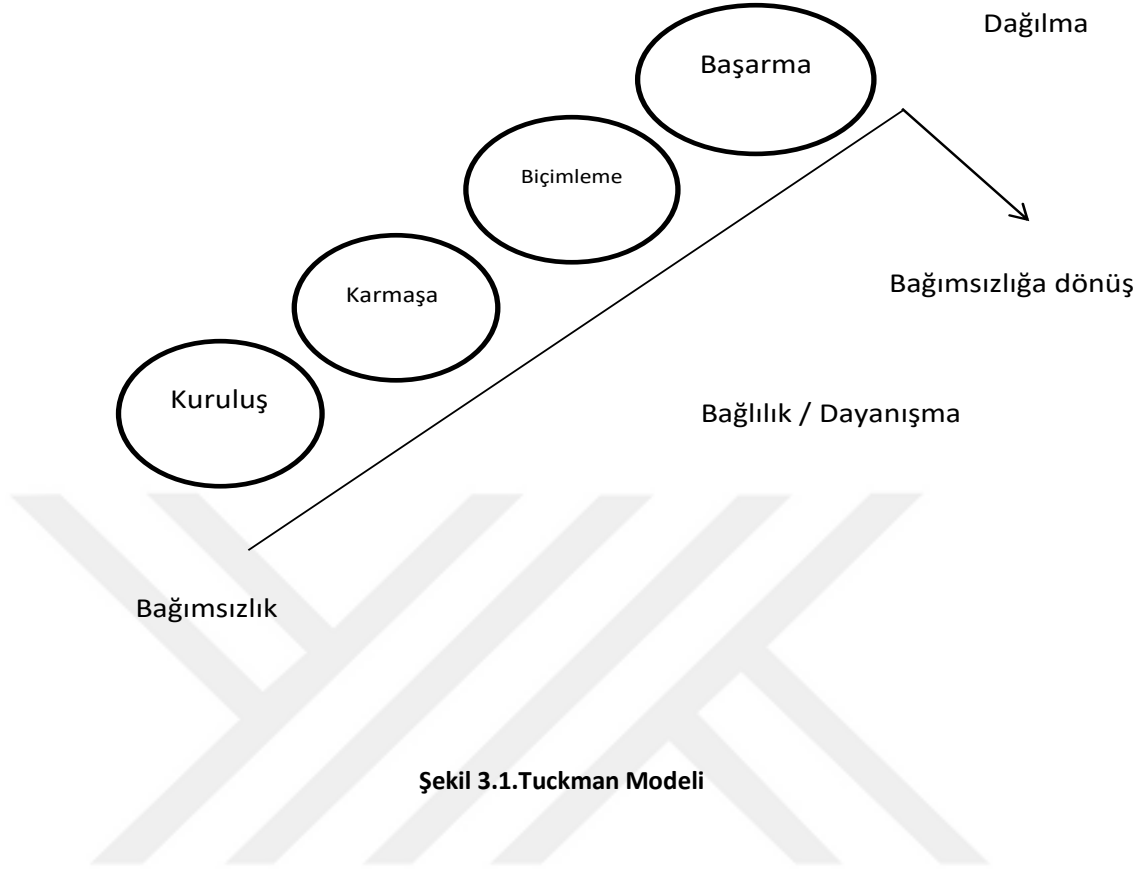 Dağılma
Başarma
Biçimleme
Karmaşa
Bağımsızlığa dönüş
Kuruluş
Bağlılık / Dayanışma
Bağımsızlık
Şekil 3.1.Tuckman Modeli